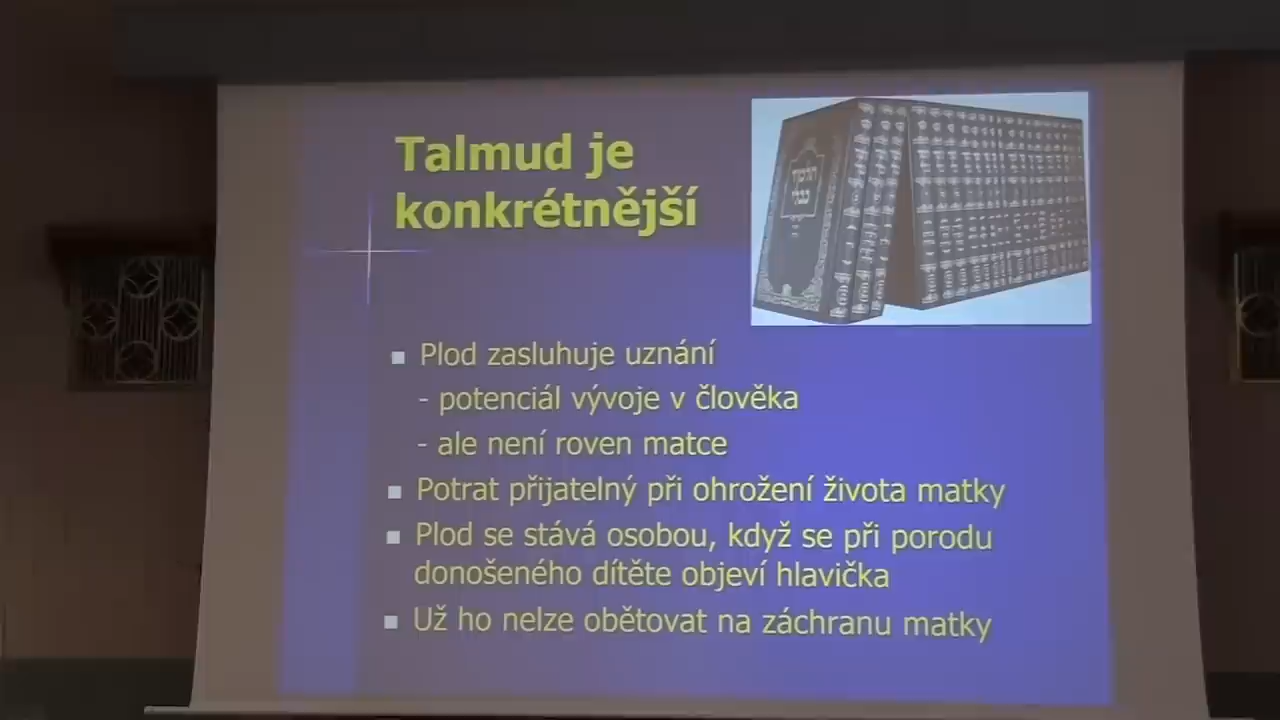 Talmud je
konkrétnější
תלמוד
בבלי
▪ Plod zasluhuje uznání
- potenciál vývoje v člověka
- ale není roven matce
▪ Potrat přijatelný při ohrožení života matky
▪ Plod se stává osobou, když se při porodu
donošeného dítěte objeví hlavička
▪ Už ho nelze obětovat na záchranu matky